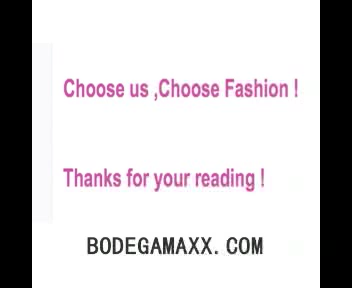 Choose us ,Choose Fashion !
Thanks for your reading !
BODEGAMAXX. COM